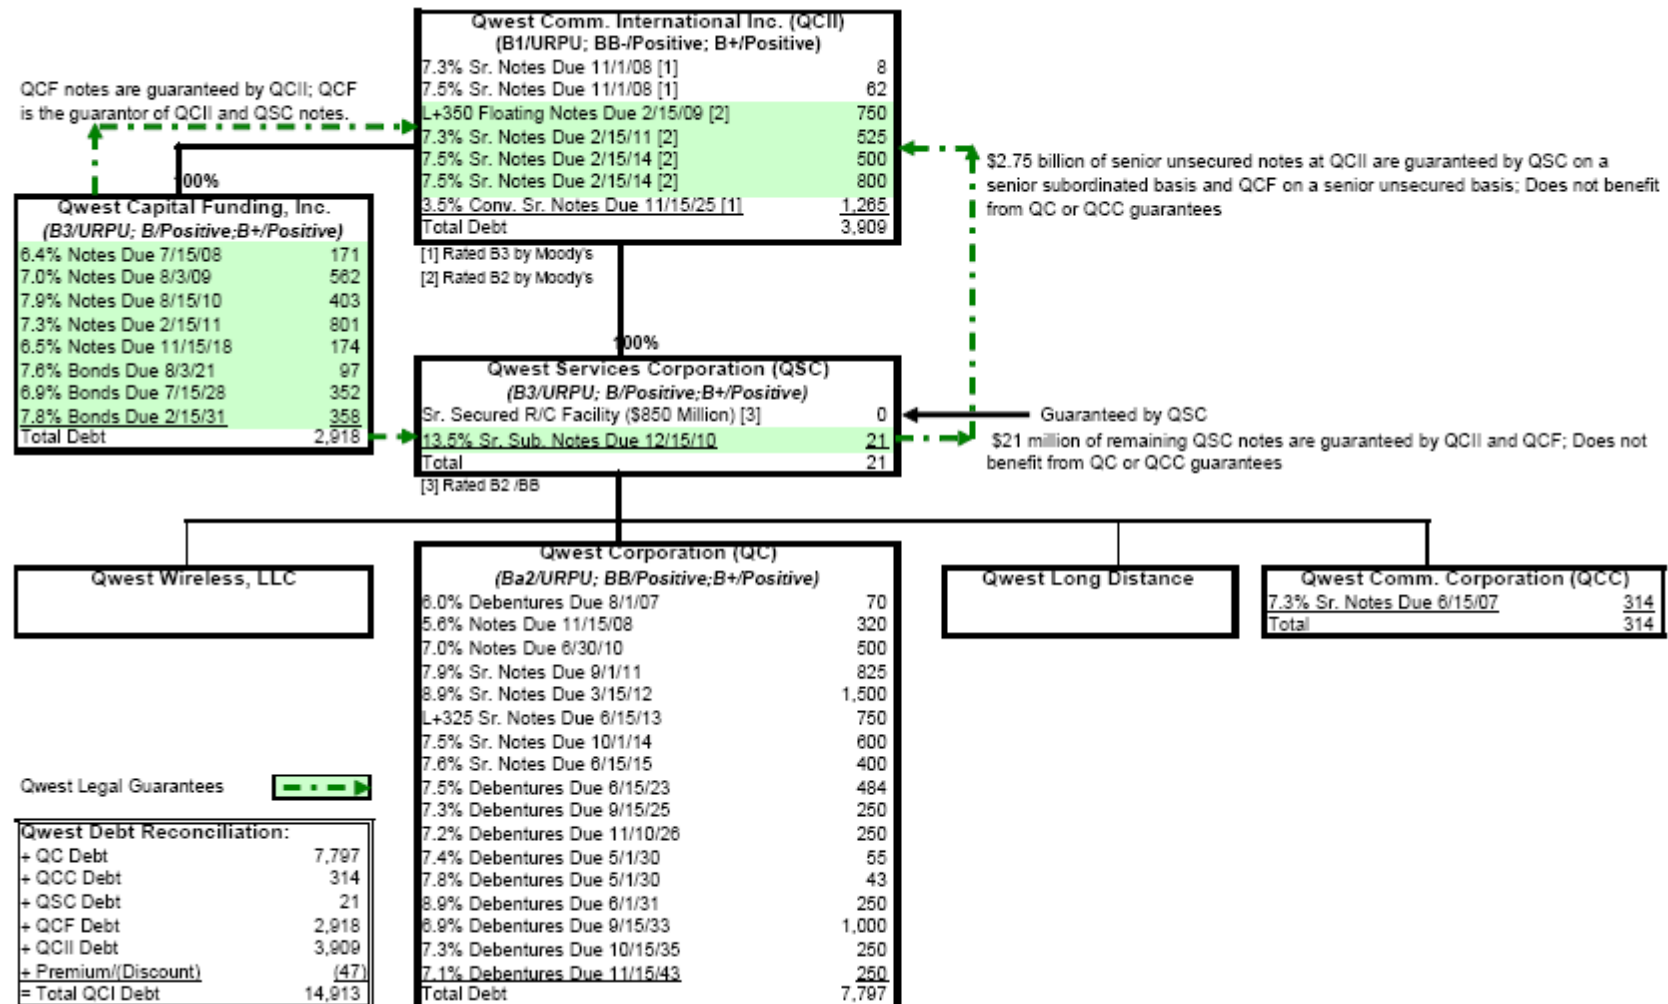 Qwest Comm. International Inc. (QCII)
(B1/URPU; BB-/Positive; B+/Positive)
7.3% Sr. Notes Due 11/1/08 [1] 8
7.5% Sr. Notes Due 11/1/08 [1] 62
L+350 Floating Notes Due 2/15/09 [2] 750
7.3% Sr. Notes Due 2/15/11 [2] 525
7.5% Sr. Notes Due 2/15/14 [2] 500
7.5% Sr. Notes Due 2/15/14 [2] 800
3.5% Conv. Sr. Notes Due 11/15/25 [1] 1,265
Total Debt 3,909
[1] Rated B3 by Moody's
[2] Rated B2 by Moody's
QCF notes are guaranteed by QCII; QCF
is the guarantor of QCII and QSC notes.
100%
Qwest Capital Funding, Inc.
(B3/URPU; B/Positive;B+/Positive)
6.4% Notes Due 7/15/08 171
7.0% Notes Due 8/3/09 562
7.9% Notes Due 8/15/10 403
7.3% Notes Due 2/15/11 801
6.5% Notes Due 11/15/18 174
7.6% Bonds Due 8/3/21 97
6.9% Bonds Due 7/15/28 352
7.8% Bonds Due 2/15/31 358
Total Debt 2,918
$2.75 billion of senior unsecured notes at QCII are guaranteed by QSC on a
senior subordinated basis and QCF on a senior unsecured basis; Does not benefit
from QC or QCC guarantees
100%
Qwest Services Corporation (QSC)
(B3/URPU; B/Positive;B+/Positive)
Sr. Secured R/C Facility ($850 Million) [3] 0
13.5% Sr. Sub. Notes Due 12/15/10 21
Total 21
[3] Rated B2 /BB
Guaranteed by QSC
$21 million of remaining QSC notes are guaranteed by QCII and QCF; Does not
benefit from QC or QCC guarantees
Qwest Wireless, LLC
Qwest Corporation (QC)
(Ba2/URPU; BB/Positive;B+/Positive)
6.0% Debentures Due 8/1/07 70
5.6% Notes Due 11/15/08 320
7.0% Notes Due 6/30/10 500
7.9% Sr. Notes Due 9/1/11 825
8.9% Sr. Notes Due 3/15/12 1,500
L+325 Sr. Notes Due 6/15/13 750
7.5% Sr. Notes Due 10/1/14 600
7.6% Sr. Notes Due 6/15/15 400
7.5% Debentures Due 6/15/23 484
7.3% Debentures Due 9/15/25 250
7.2% Debentures Due 11/10/26 250
7.4% Debentures Due 5/1/30 55
7.8% Debentures Due 5/1/30 43
8.9% Debentures Due 6/1/31 250
6.9% Debentures Due 9/15/33 1,000
7.3% Debentures Due 10/15/35 250
7.1% Debentures Due 11/15/43 250
Total Debt 7,797
Qwest Long Distance
Qwest Comm. Corporation (QCC)
7.3% Sr. Notes Due 6/15/07 314
Total 314
Qwest Legal Guarantees
Qwest Debt Reconciliation:
+ QC Debt 7,797
+ QCC Debt 314
+ QSC Debt 21
+ QCF Debt 2,918
+ QCII Debt 3,909
+ Premium/(Discount) (47)
= Total QCI Debt 14,913